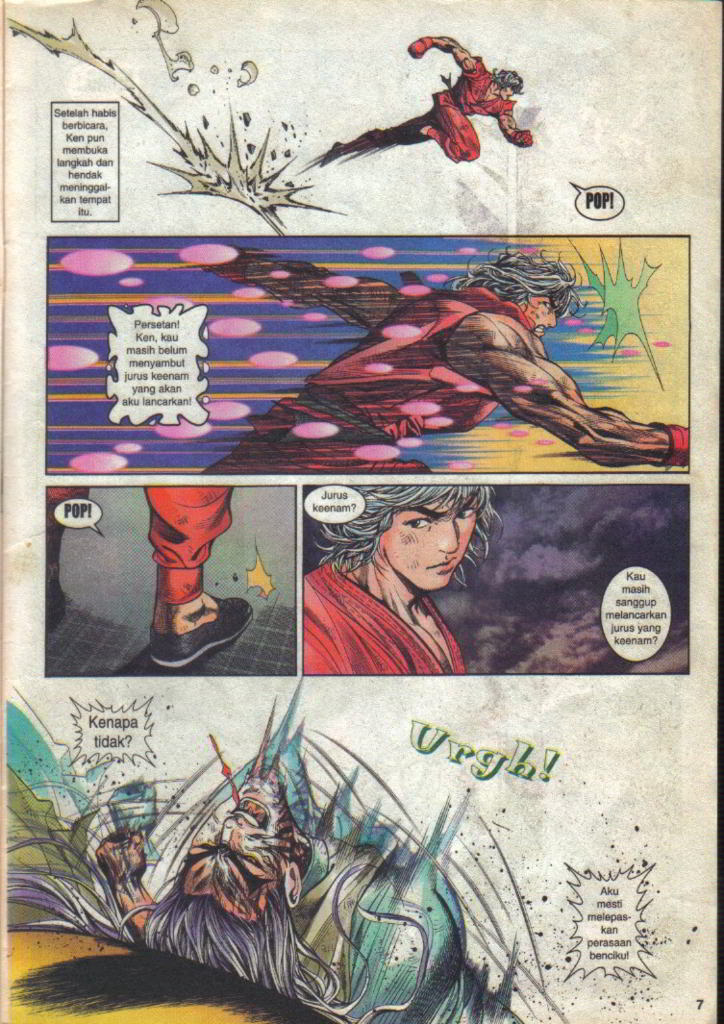 Setelah habis
berbicara,
Ken pun
membuka
langkah dan
hendak
meninggal-
kan tempat
itu.
POP!
Persetan!
Ken, kau
masih belum
menyambut
jurus keenam
yang akan
aku lancarkan!
POP!
Jurus
keenam?
Kau
masih
sanggup
melancarkan
jurus yang
keenam?
Kenapa
tidak?
Urgh!
Aku
mesti
melepas-
kan
perasaan
benciku!
7